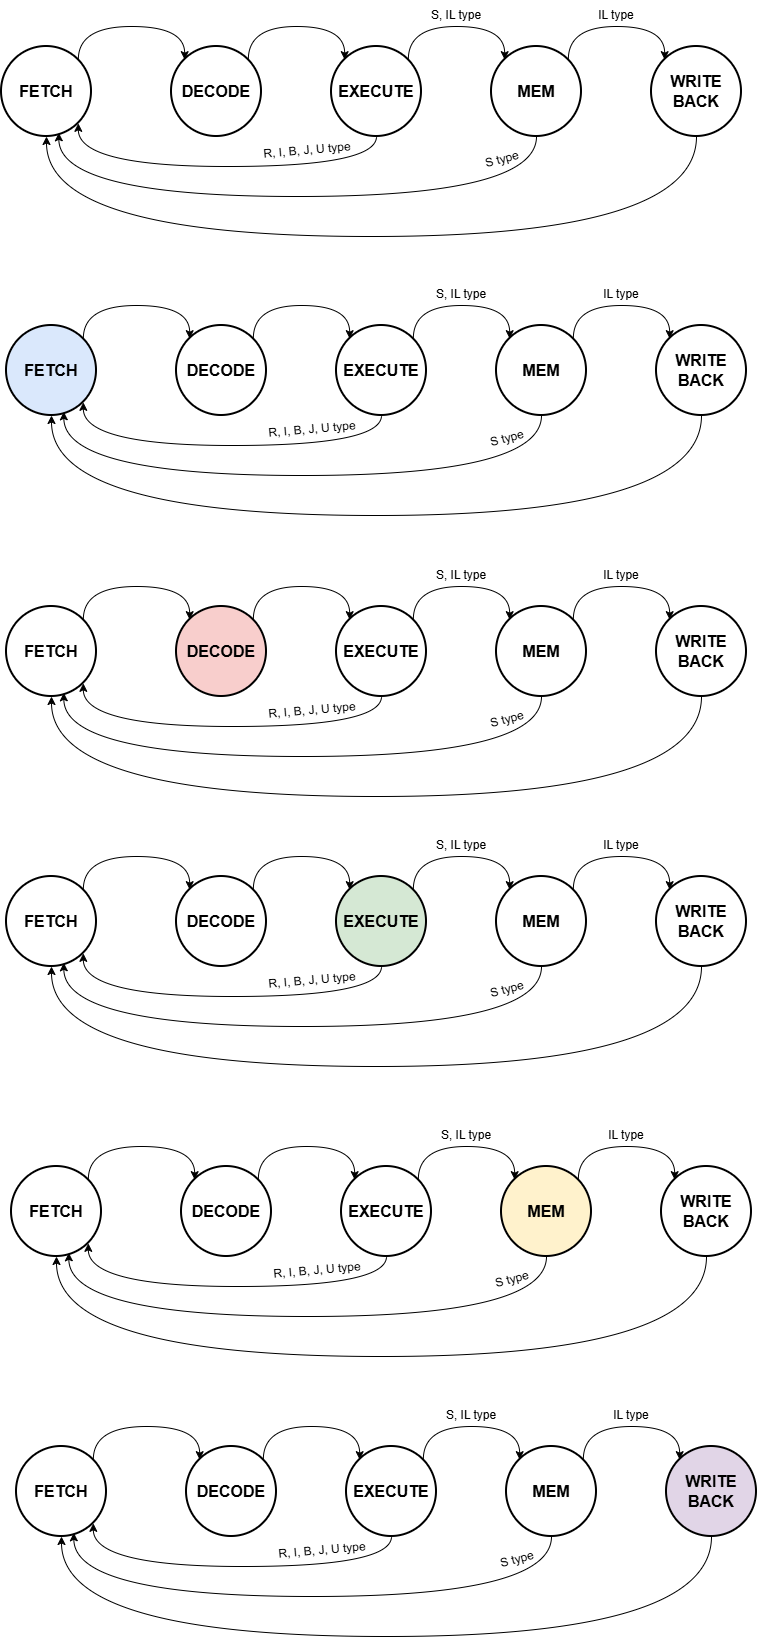 S, IL type
IL type
FETCH
DECODE
EXECUTE
MEM
WRITE
BACK
R, I, B, J, U type
S type
S, IL type
IL type
FETCH
DECODE
EXECUTE
MEM
WRITE
BACK
R, I, B, J, U type
S type
S, IL type
IL type
FETCH
DECODE
EXECUTE
MEM
WRITE
BACK
R, I, B, J, U type
S type
S, IL type
IL type
FETCH
DECODE
EXECUTE
MEM
WRITE
BACK
R, I, B, J, U type
S type
S, IL type
IL type
FETCH
DECODE
EXECUTE
MEM
WRITE
BACK
R, I, B, J, U type
S type
S, IL type
IL type
FETCH
DECODE
EXECUTE
MEM
WRITE
BACK
R, I, B, J, U type
S type